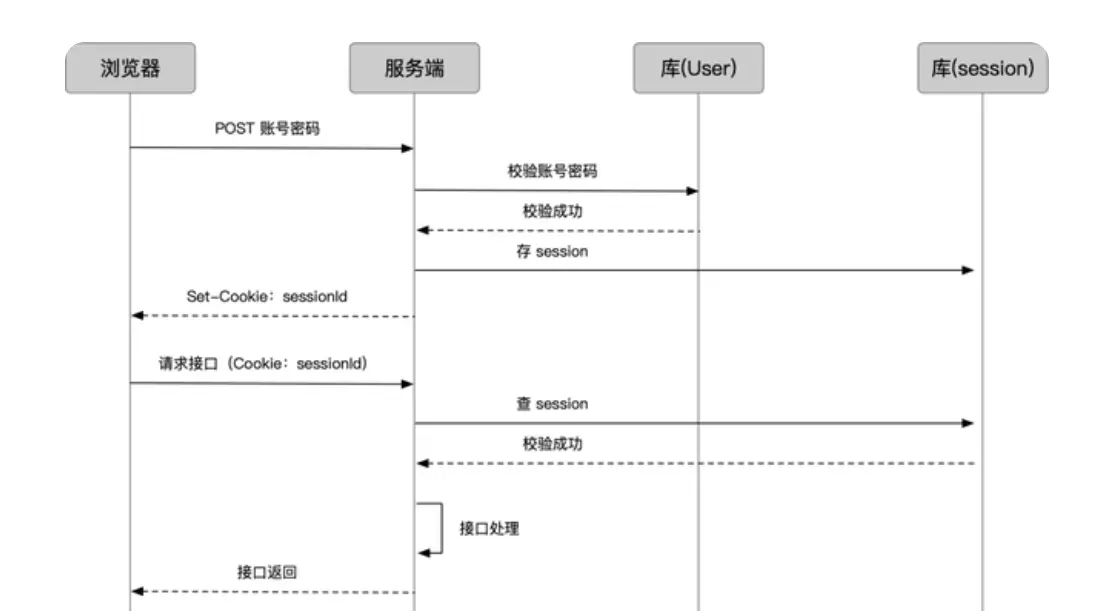 浏览器
服务端
库(User)
库(session)
POST 账号密码
校验账号密码
校验成功
存 session
Set-Cookie：sessionId
请求接口（Cookie：sessionId）
查 session
校验成功
接口处理
接口返回